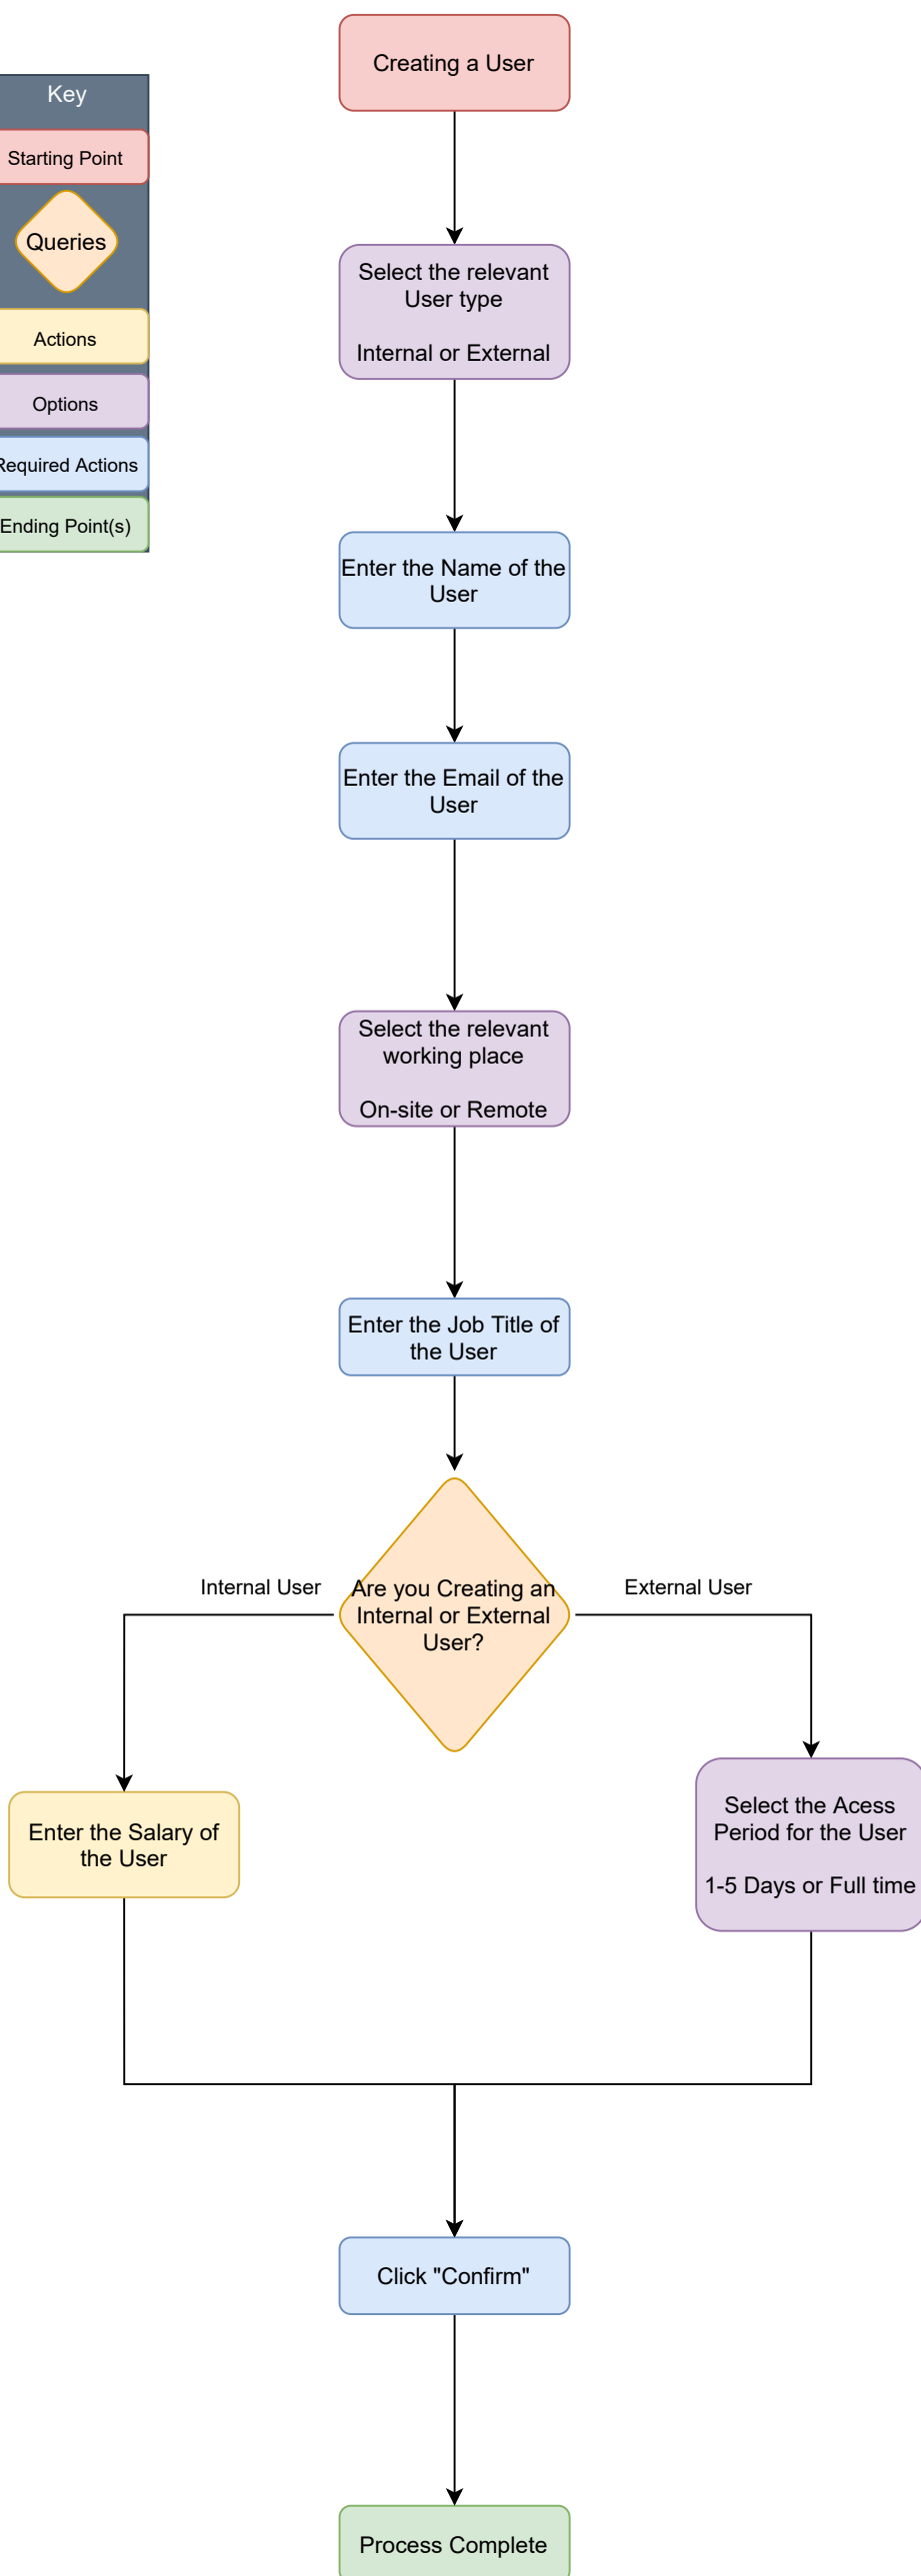 Creating a User
Key
Starting Point
Queries
Actions
Options
Required Actions
Ending Point(s)
Select the relevant
User type
Internal or External
Enter the Name of the
User
Enter the Email of the
User
Select the relevant
working place
On-site or Remote
Enter the Job Title of
the User
Are you Creating an
Internal or External
User?
Internal User
External User
Enter the Salary of
the User
Select the Acess
Period for the User
1-5 Days or Full time
Click "Confirm"
Process Complete